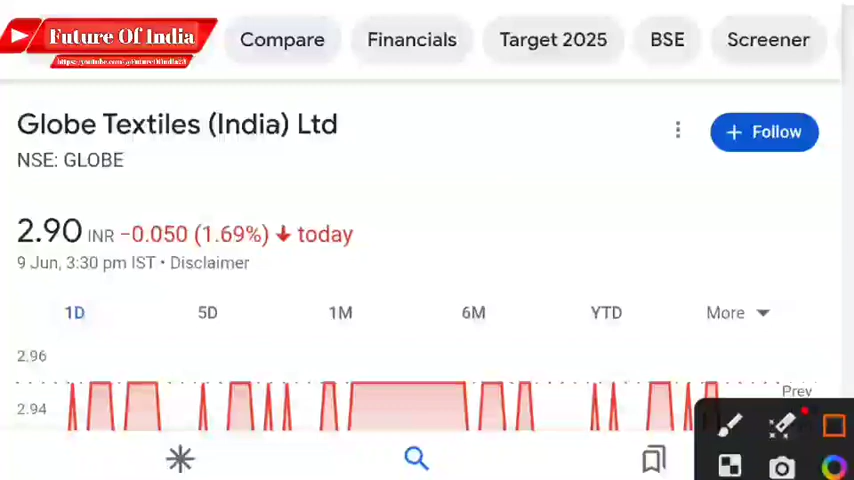 Future Of India
Compare
Financials
Target 2025
BSE
Screener
Globe Textiles (India) Ltd
+ Follow
NSE: GLOBE
2.90 INR −0.050 (1.69%) ↓ today
9 Jun, 3:30 pm IST • Disclaimer
1D
5D
1M
6M
YTD
More
2.96
Prev
2.94